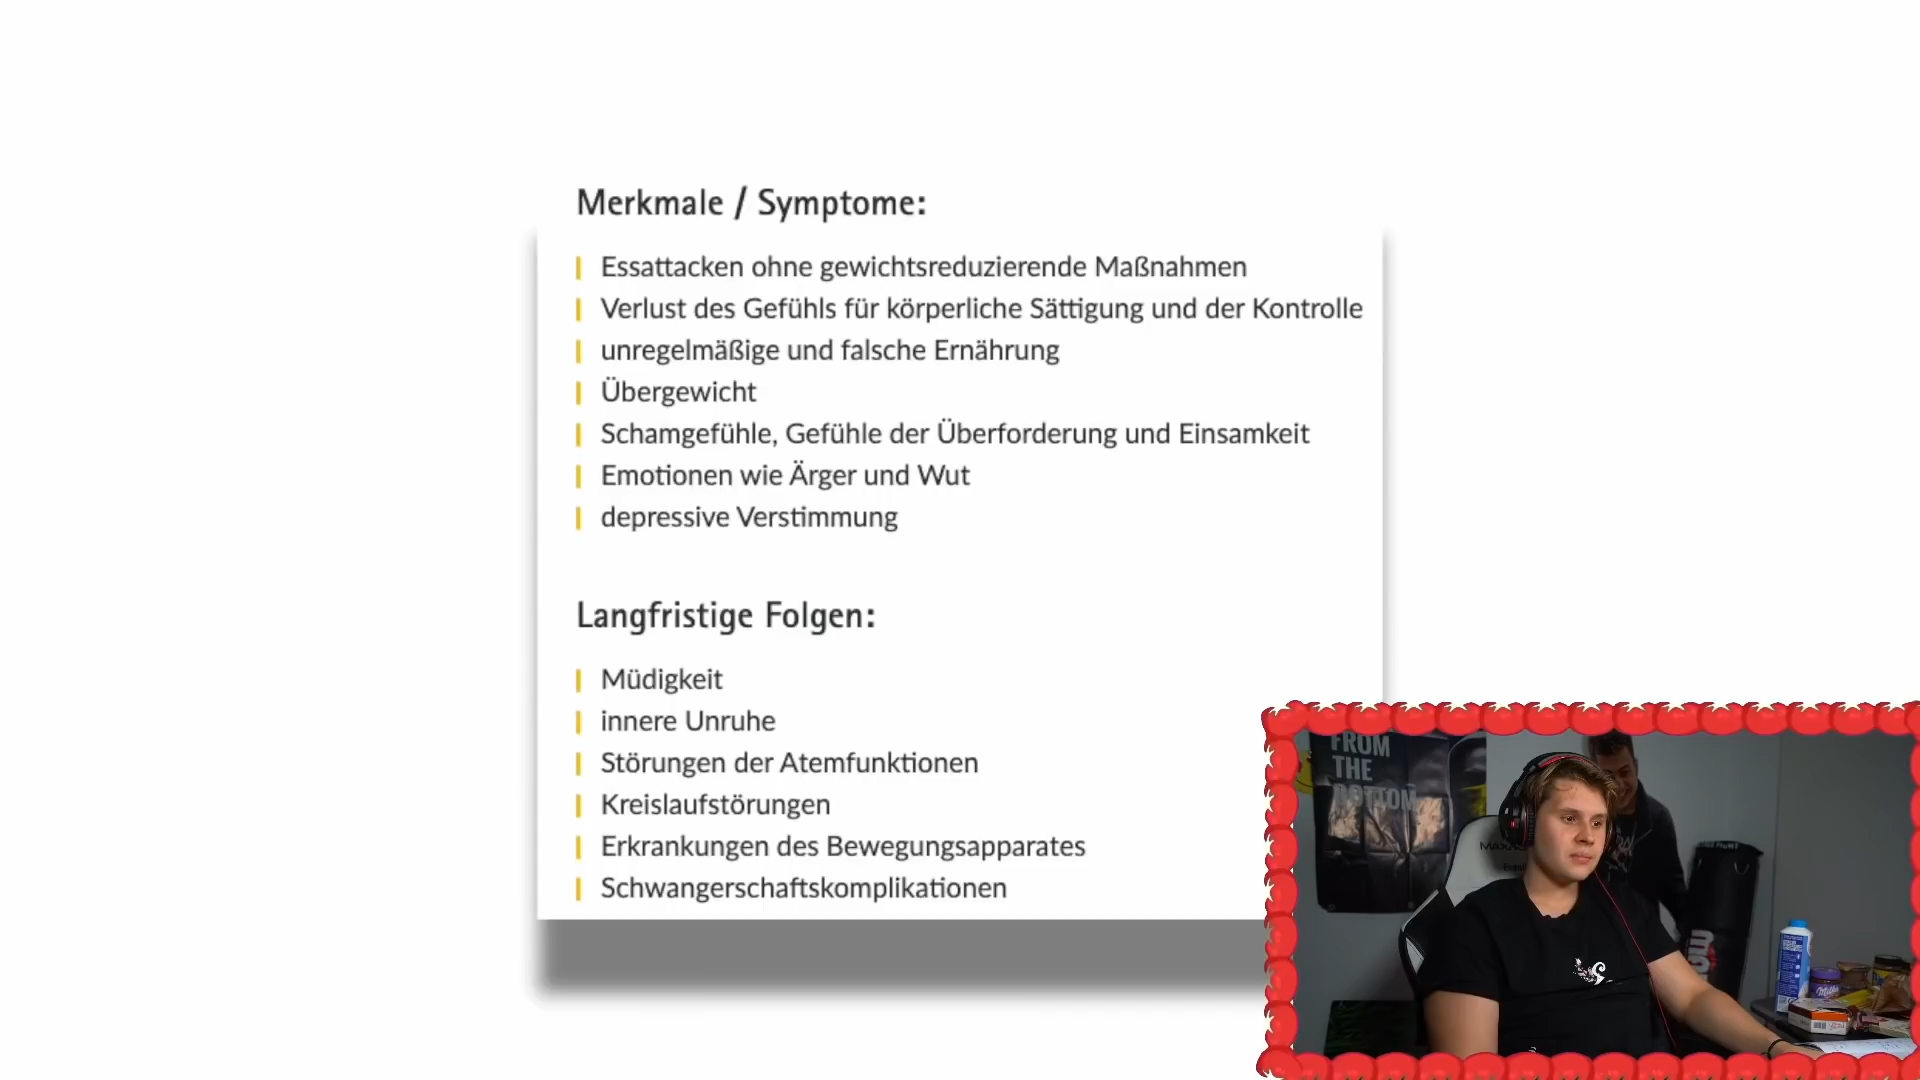 Merkmale / Symptome:
Essattacken ohne gewichtsreduzierende Maßnahmen
Verlust des Gefühls für körperliche Sättigung und der Kontrolle
unregelmäßige und falsche Ernährung
Übergewicht
Schamgefühle, Gefühle der Überforderung und Einsamkeit
Emotionen wie Ärger und Wut
depressive Verstimmung
Langfristige Folgen:
Müdigkeit
innere Unruhe
Störungen der Atemfunktionen
Kreislaufstörungen
Erkrankungen des Bewegungsapparates
Schwangerschaftskomplikationen
FROM
THE
BOTTOM
Milka